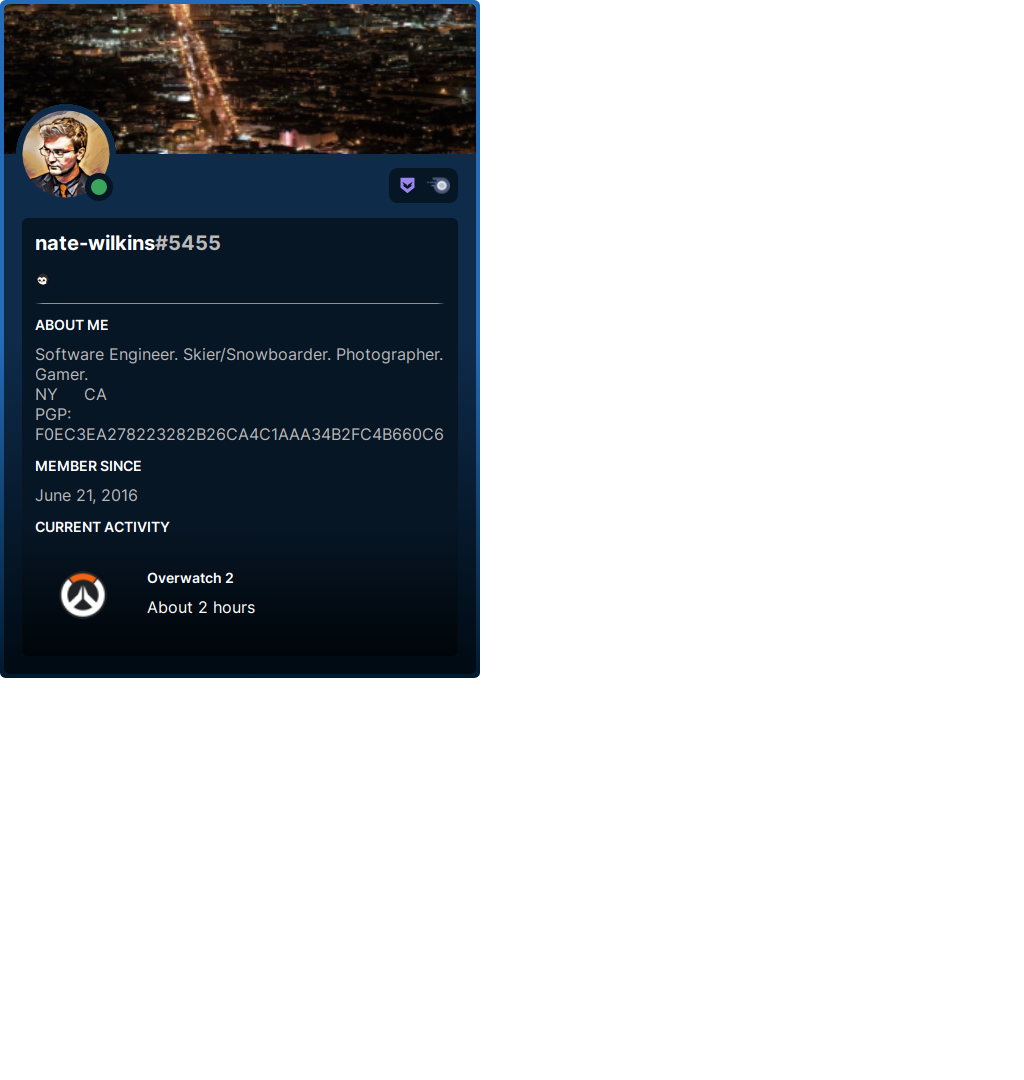 nate-wilkins#5455
ABOUT ME
Software Engineer. Skier/Snowboarder. Photographer.
Gamer.
NY CA
PGP:
F0EC3EA278223282B26CA4C1AAA34B2FC4B660C6
MEMBER SINCE
June 21, 2016
CURRENT ACTIVITY
Overwatch 2
About 2 hours